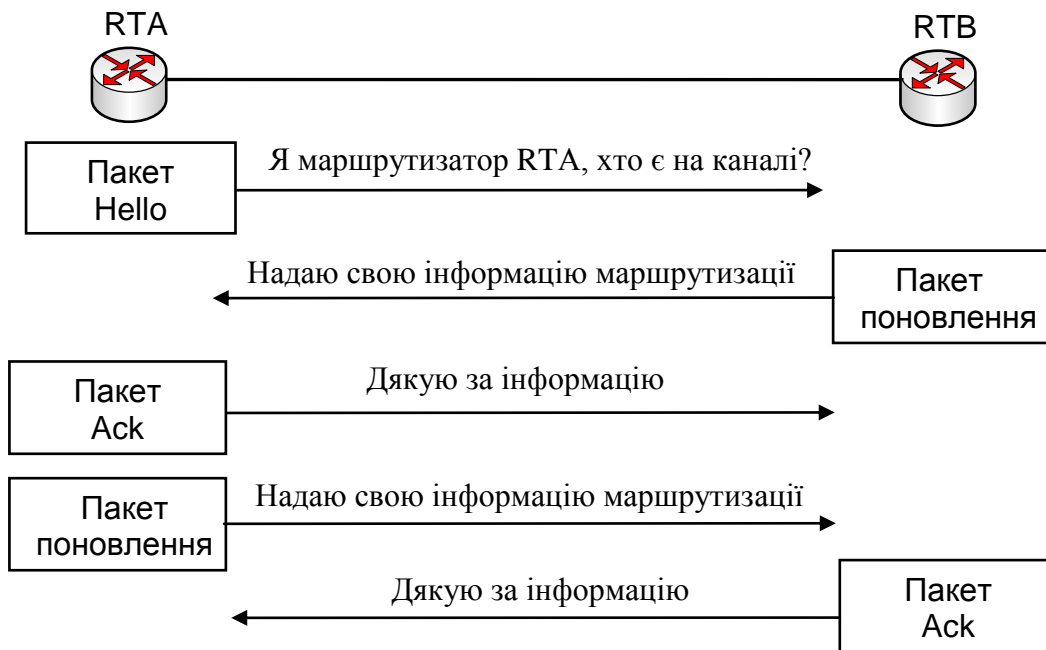 RTA
RTB
Пакет
Hello
Я маршрутизатор RTA, хто є на каналі?
Надаю свою інформацію маршрутизації
Пакет
поновлення
Пакет
Ack
Дякую за інформацію
Пакет
поновлення
Надаю свою інформацію маршрутизації
Дякую за інформацію
Пакет
Ack